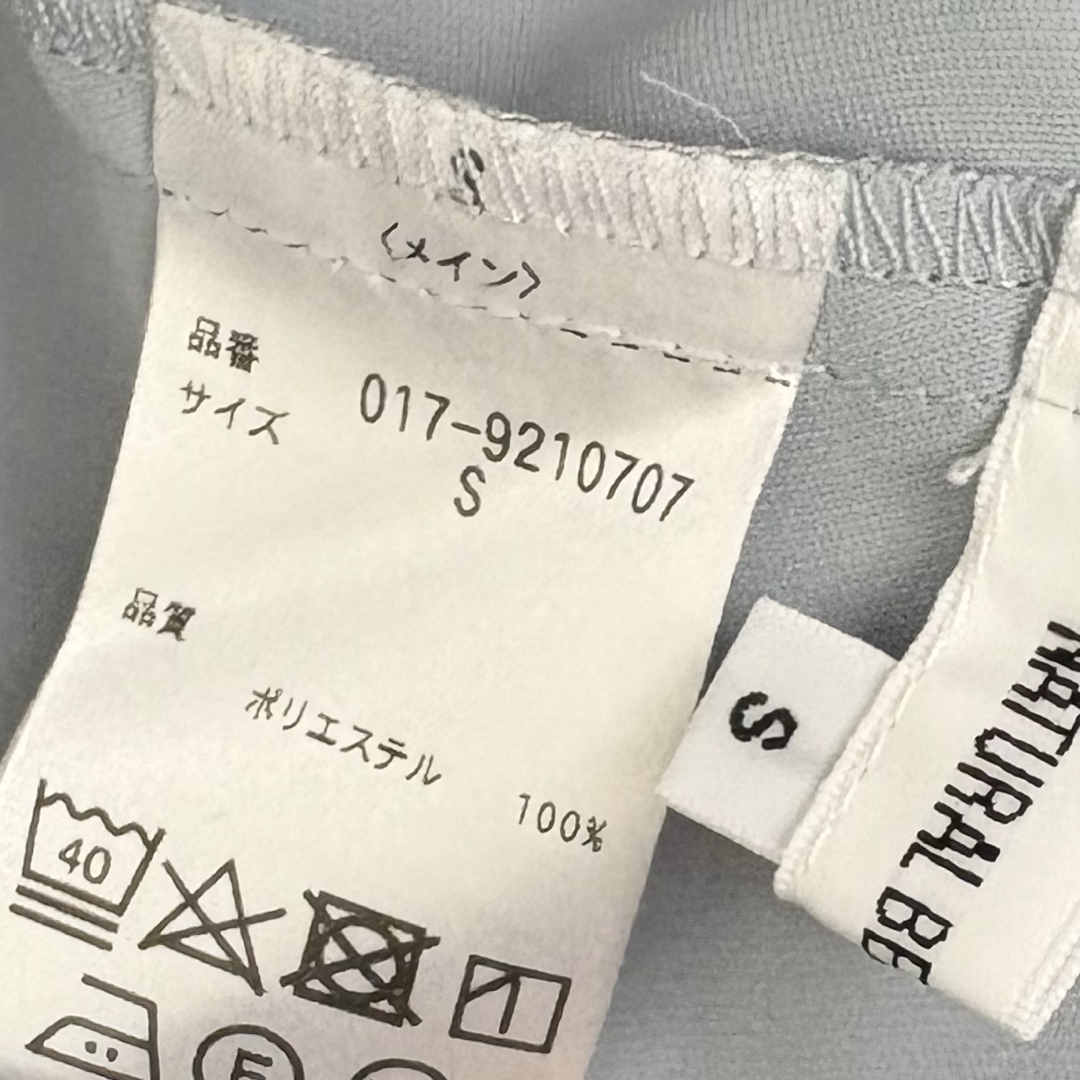 S
〈メイン〉
品番 017-9210707
サイズ S
品質
ポリエステル 100%
40
F
S
NATURAL BE